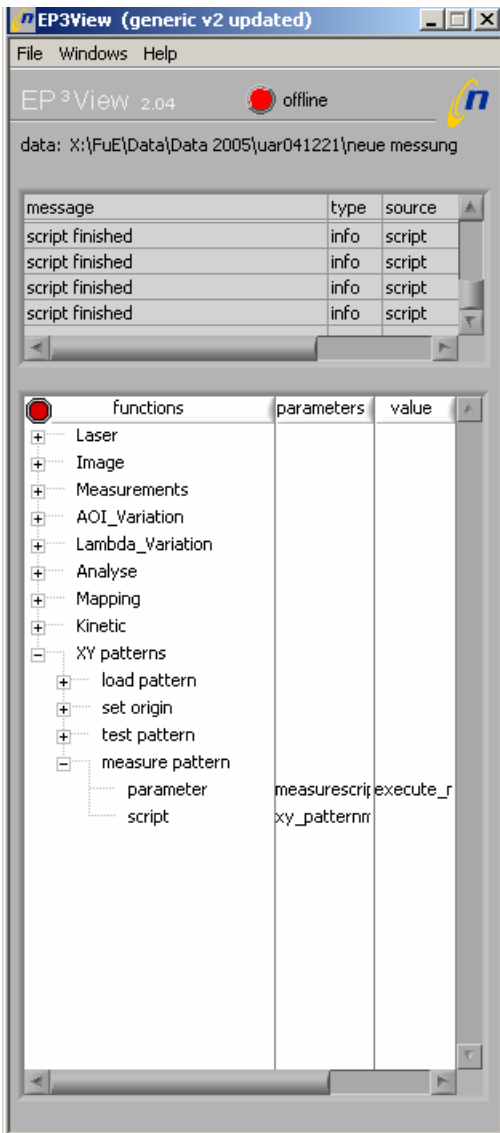 EP3View (generic v2 updated)
File Windows Help
EP³View 2.04 offline n
data: X:\FuE\Data\Data 2005\uar041221\neue messung
message type source
script finished info script
script finished info script
script finished info script
script finished info script
functions parameters value
Laser
Image
Measurements
AOI_Variation
Lambda_Variation
Analyse
Mapping
Kinetic
XY patterns
load pattern
set origin
test pattern
measure pattern
parameter measurescrip execute_r
script xy_patternm